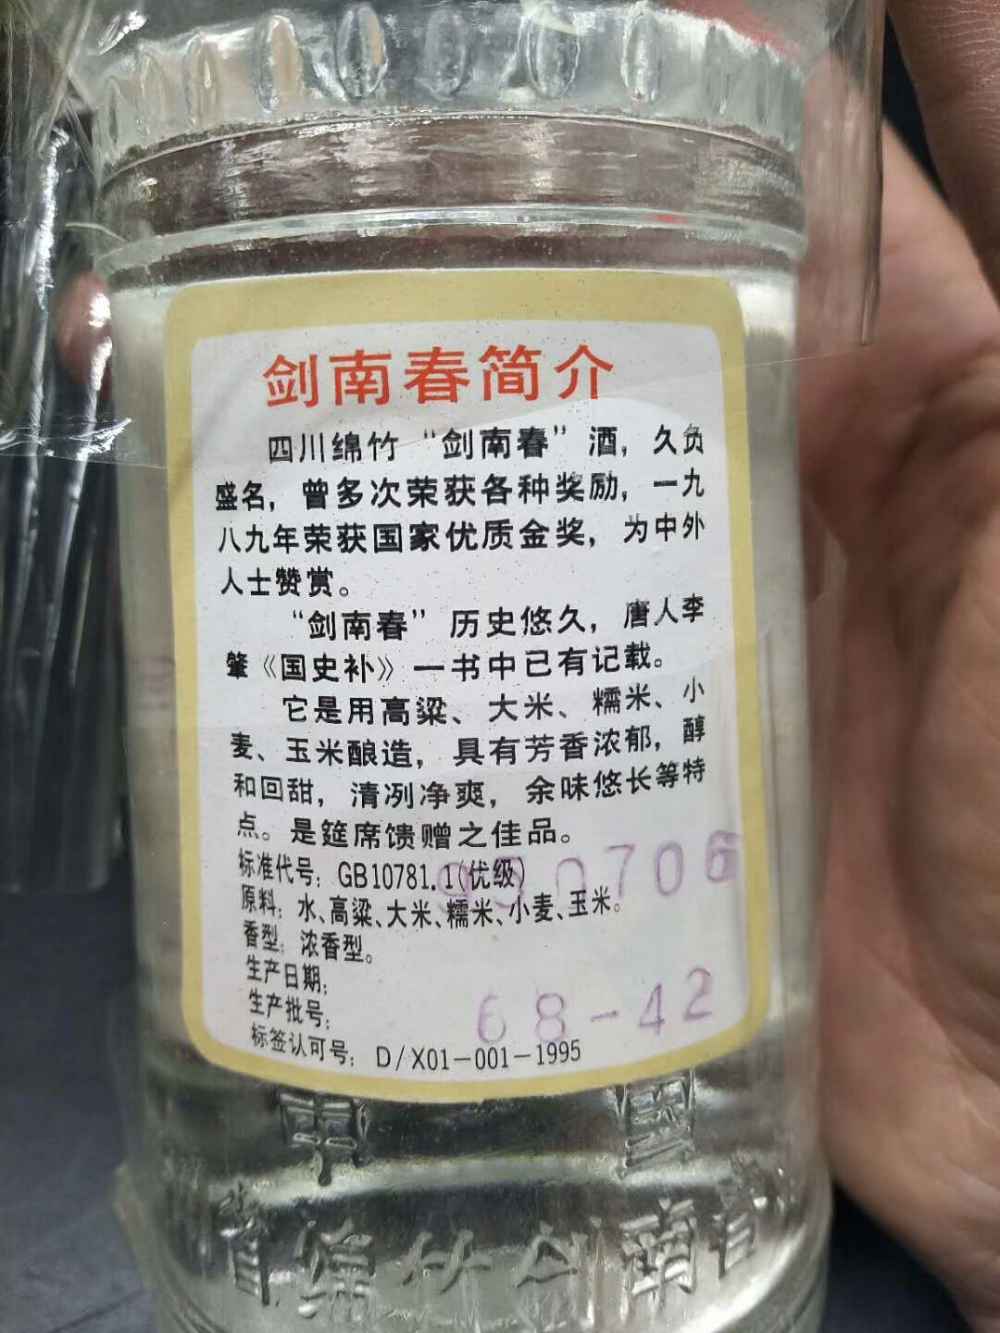 剑南春简介
四川绵竹“剑南春”酒，久负
盛名，曾多次荣获各种奖励，一九
八九年荣获国家优质金奖，为中外
人士赞赏。
“剑南春”历史悠久，唐人李
肇《国史补》一书中已有记载。
它是用高粱、大米、糯米、小
麦、玉米酿造，具有芳香浓郁，醇
和回甜，清冽净爽，余味悠长等特
点。是筵席馈赠之佳品。
标准代号：GB10781.1(优级)
990706
原料：水、高粱、大米、糯米、小麦、玉米。
香型：浓香型。
生产日期：
生产批号：
68-42
标签认可号：D/X01-001-1995
中国
绵竹剑南春